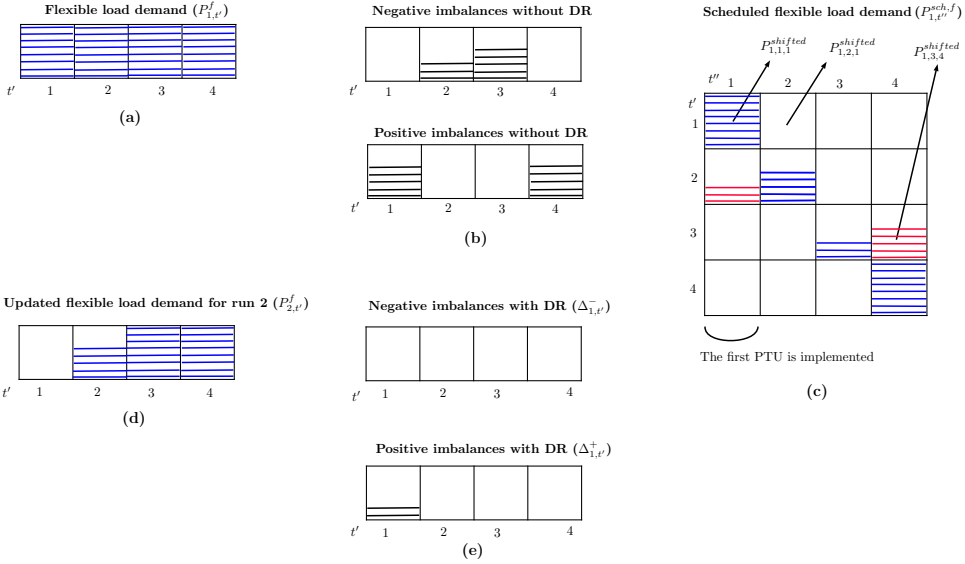 Flexible load demand (P^f_{1,t′})
t′ 1 2 3 4
(a)
Negative imbalances without DR
t′ 1 2 3 4
Positive imbalances without DR
t′ 1 2 3 4
(b)
Scheduled flexible load demand (P^{sch,f}_{1,t″})
P^{shifted}_{1,1,1} P^{shifted}_{1,2,1} P^{shifted}_{1,3,4}
t″ 1 2 3 4
t′
1
2
3
4
The first PTU is implemented
(c)
Updated flexible load demand for run 2 (P^f_{2,t′})
t′ 1 2 3 4
(d)
Negative imbalances with DR (Δ^−_{1,t′})
t′ 1 2 3 4
Positive imbalances with DR (Δ^+_{1,t′})
t′ 1 2 3 4
(e)